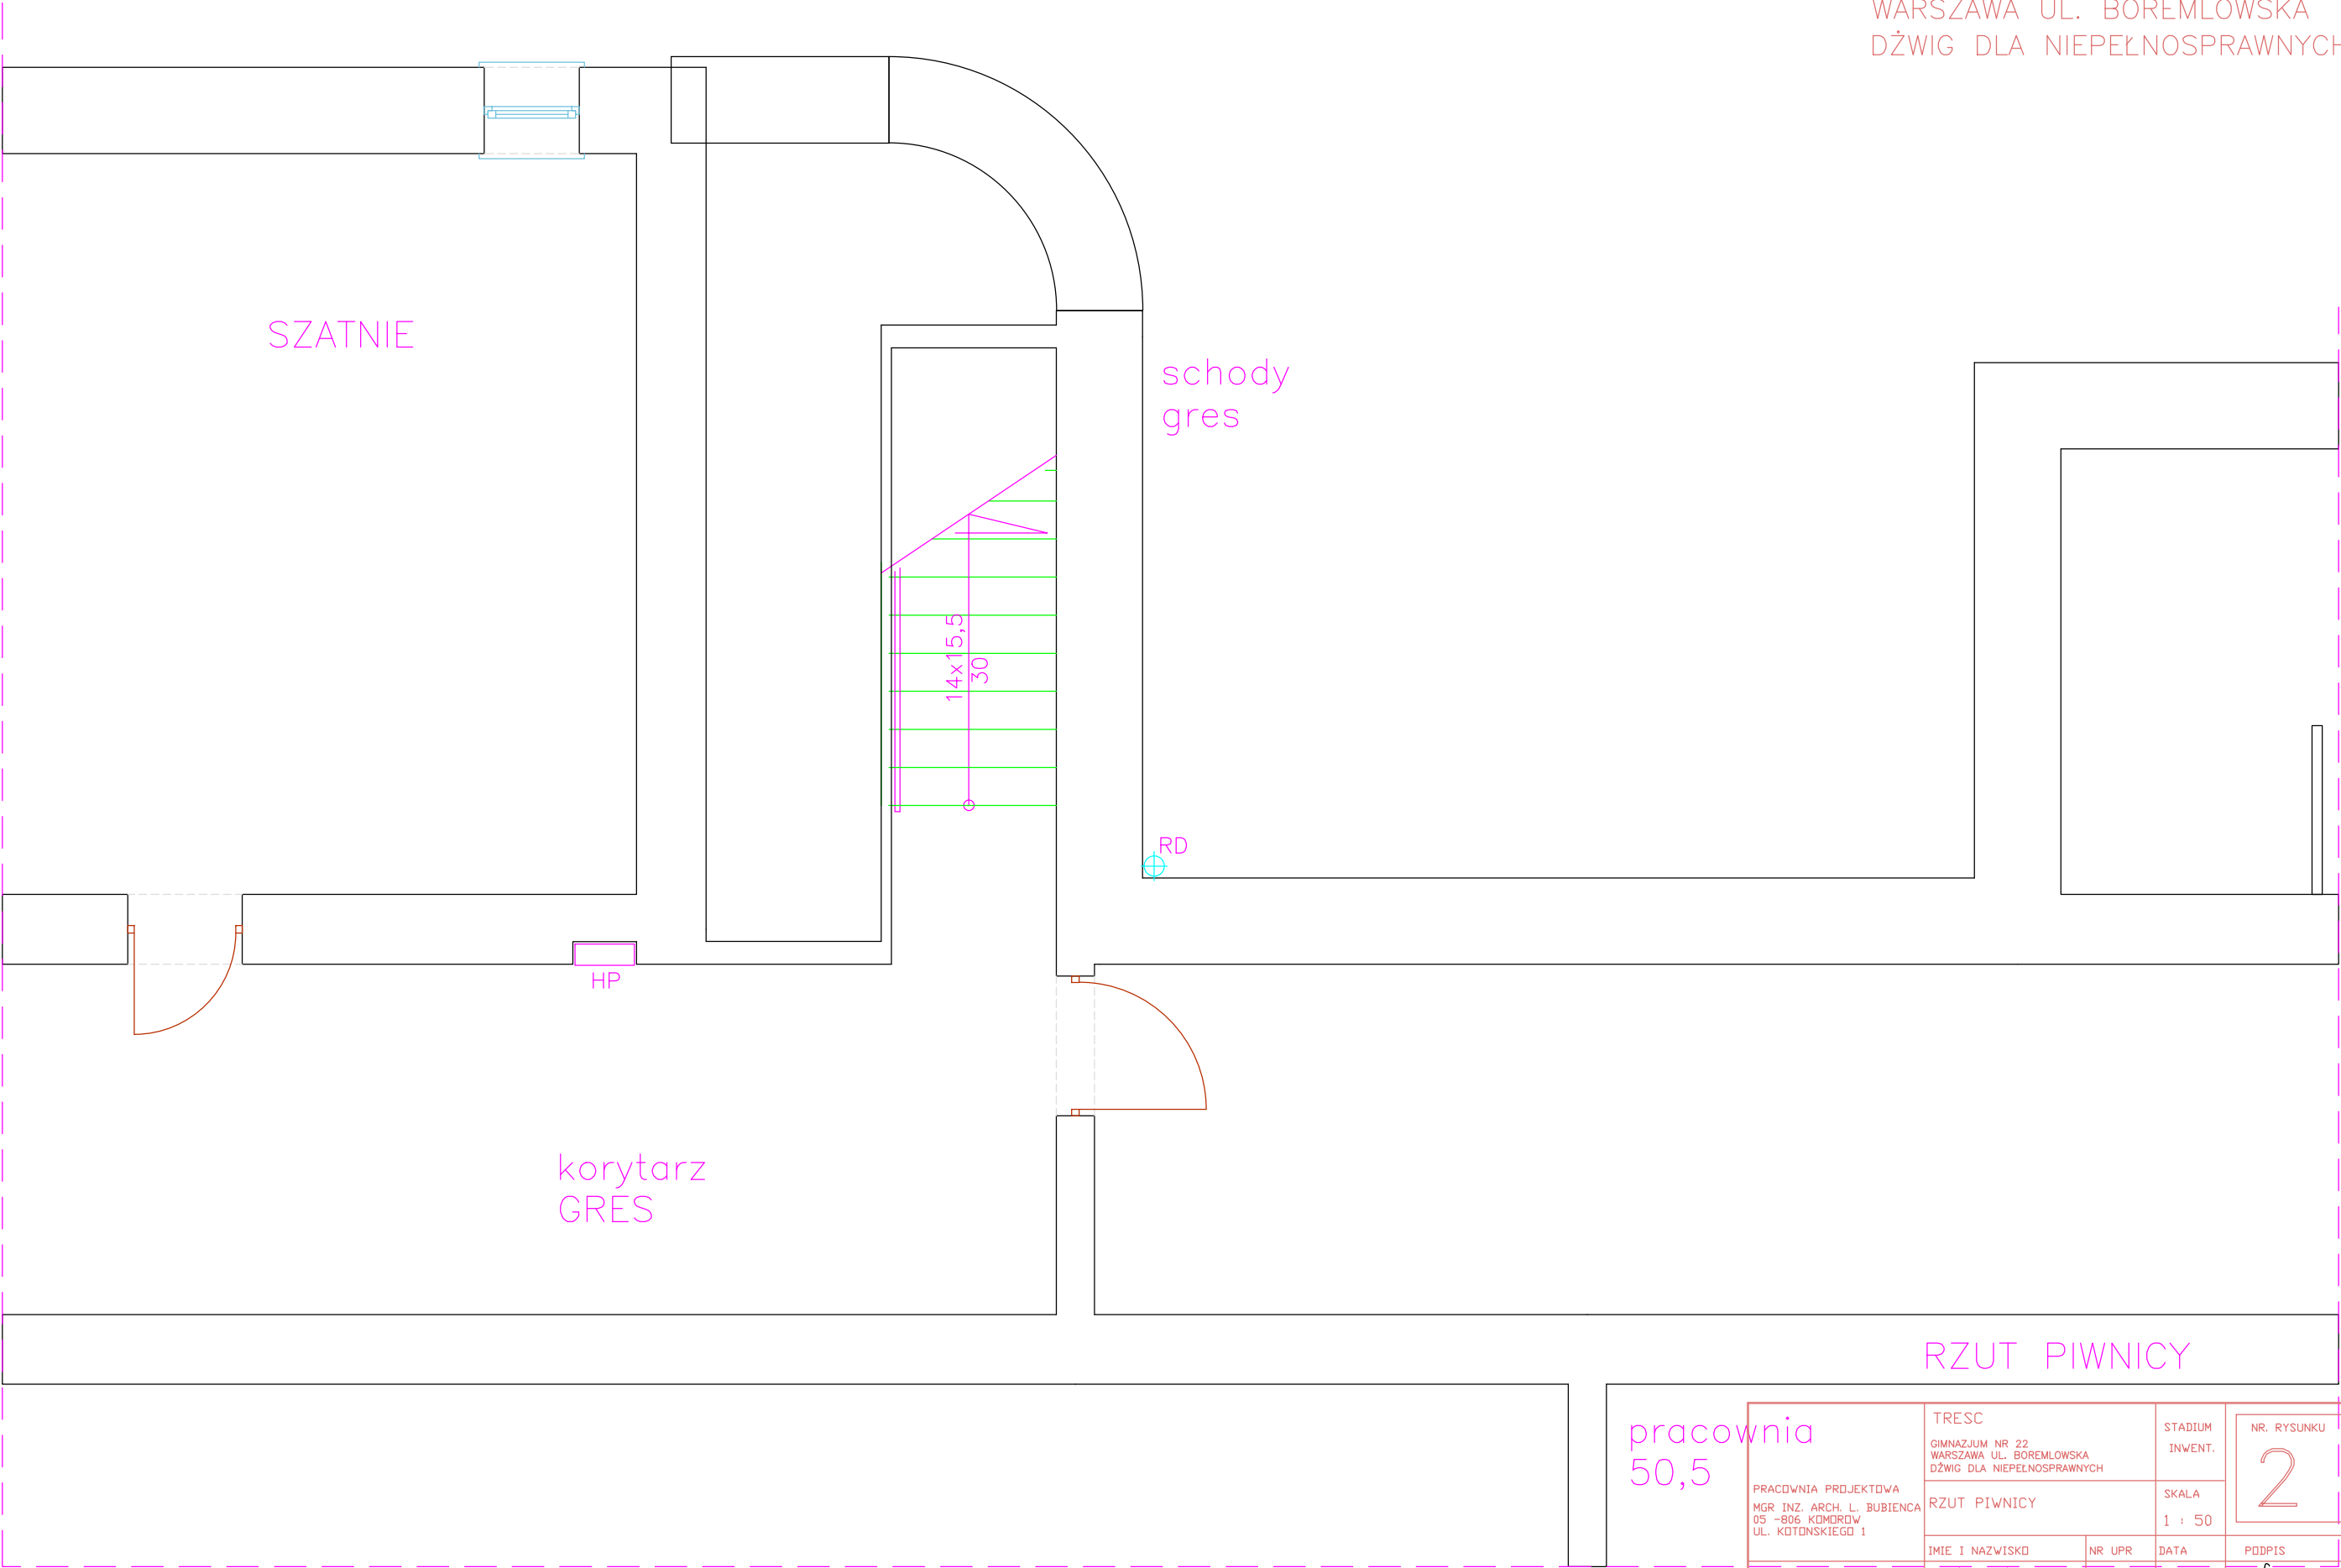 WARSZAWA UL. BOREMLOWSKA
DŻWIG DLA NIEPEŁNOSPRAWNYCH
SZATNIE
schody
gres
14x15,5
30
RD
HP
korytarz
GRES
RZUT PIWNICY
pracownia
50,5
PRACOWNIA PROJEKTOWA
MGR INZ. ARCH. L. BUBIENCA
05 -806 KOMOROW
UL. KOTONSKIEGO 1
TRESC
GIMNAZJUM NR 22
WARSZAWA UL. BOREMLOWSKA
DŻWIG DLA NIEPEŁNOSPRAWNYCH
RZUT PIWNICY
STADIUM
INWENT.
SKALA
1 : 50
NR. RYSUNKU
2
IMIE I NAZWISKO
NR UPR
DATA
PODPIS